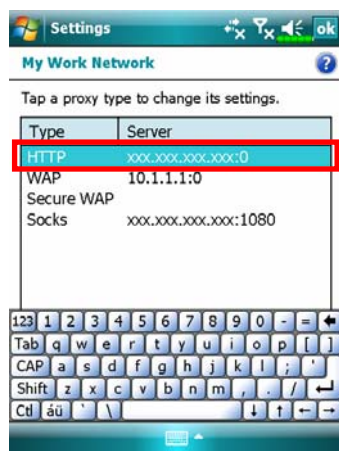 Settings ok
My Work Network ?
Tap a proxy type to change its settings.
Type Server
HTTP xxx.xxx.xxx.xxx:0
WAP 10.1.1.1:0
Secure WAP
Socks xxx.xxx.xxx.xxx:1080
123 1 2 3 4 5 6 7 8 9 0 - =
Tab q w e r t y u i o p [ ]
CAP a s d f g h j k l ; '
Shift z x c v b n m , . /
Ctl áü ` \